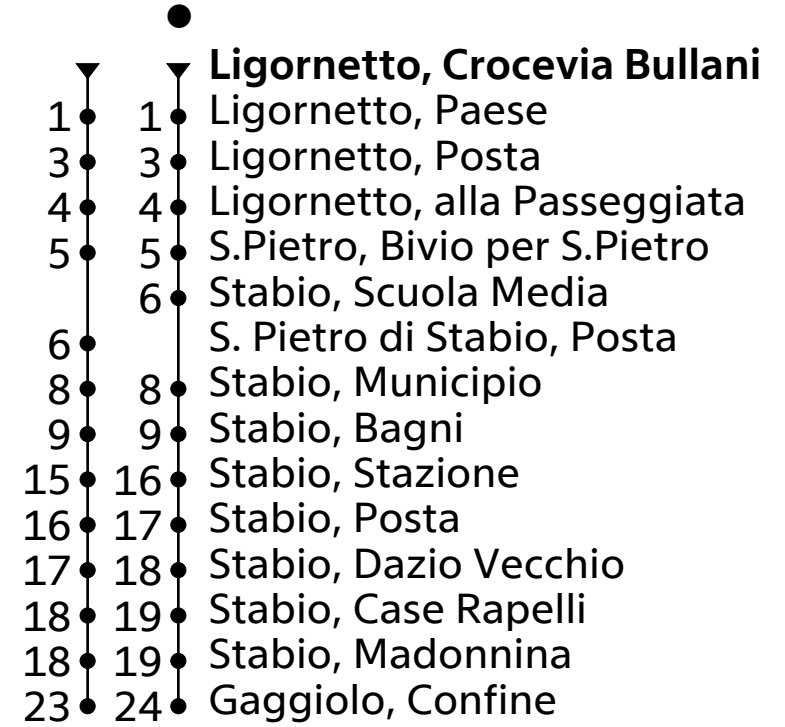 Ligornetto, Crocevia Bullani
1 1 Ligornetto, Paese
3 3 Ligornetto, Posta
4 4 Ligornetto, alla Passeggiata
5 5 S.Pietro, Bivio per S.Pietro
6 Stabio, Scuola Media
6 S. Pietro di Stabio, Posta
8 8 Stabio, Municipio
9 9 Stabio, Bagni
15 16 Stabio, Stazione
16 17 Stabio, Posta
17 18 Stabio, Dazio Vecchio
18 19 Stabio, Case Rapelli
18 19 Stabio, Madonnina
23 24 Gaggiolo, Confine